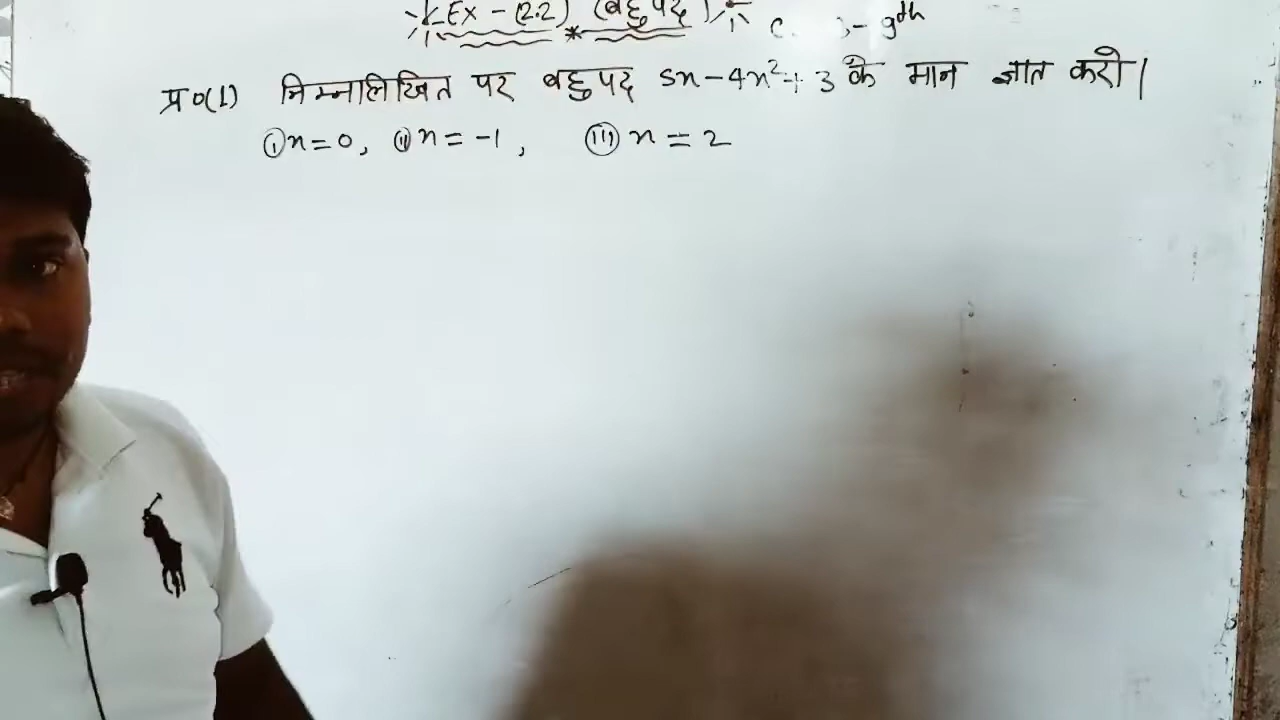 Ex - (2.2) (बहुपद) - 9th
प्र०(1) निम्नलिखित पर बहुपद 5x - 4x² + 3 के मान ज्ञात करो |
(i) x = 0, (ii) x = -1, (iii) x = 2